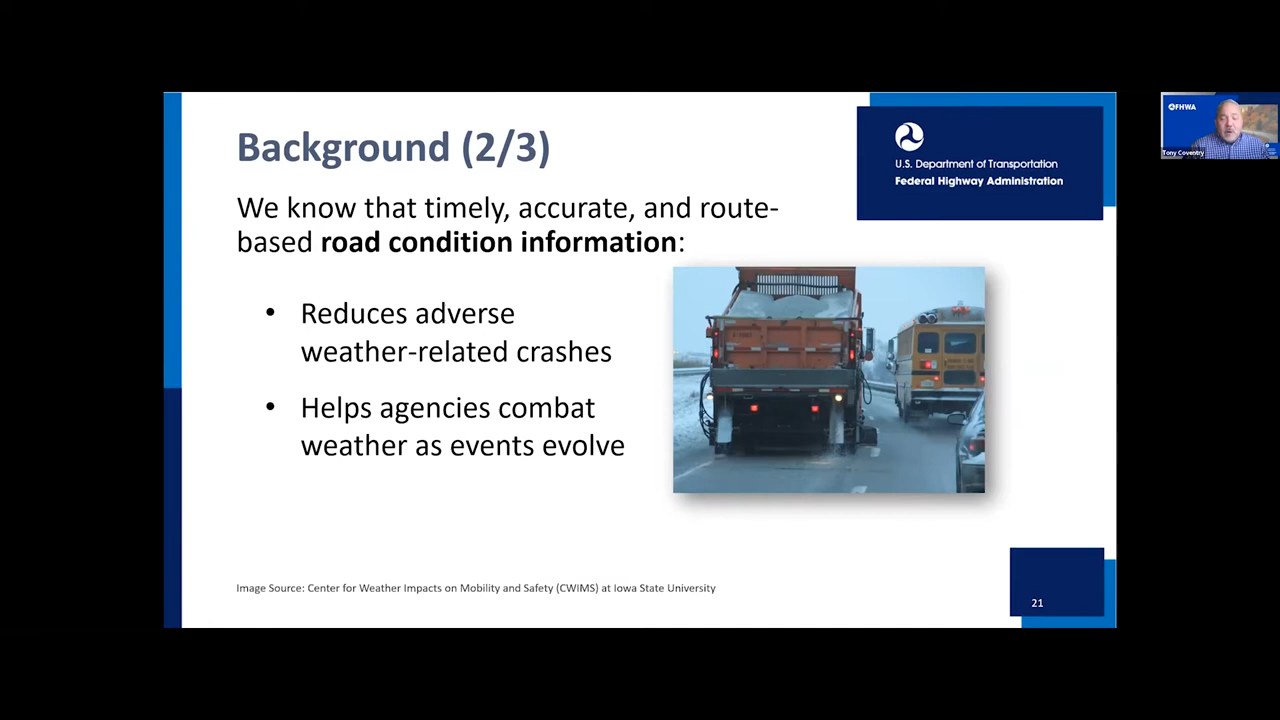 Background (2/3)
U.S. Department of Transportation
Federal Highway Administration
We know that timely, accurate, and route-
based road condition information:
• Reduces adverse
weather-related crashes
• Helps agencies combat
weather as events evolve
Image Source: Center for Weather Impacts on Mobility and Safety (CWIMS) at Iowa State University
21
FHWA
Tony Coventry